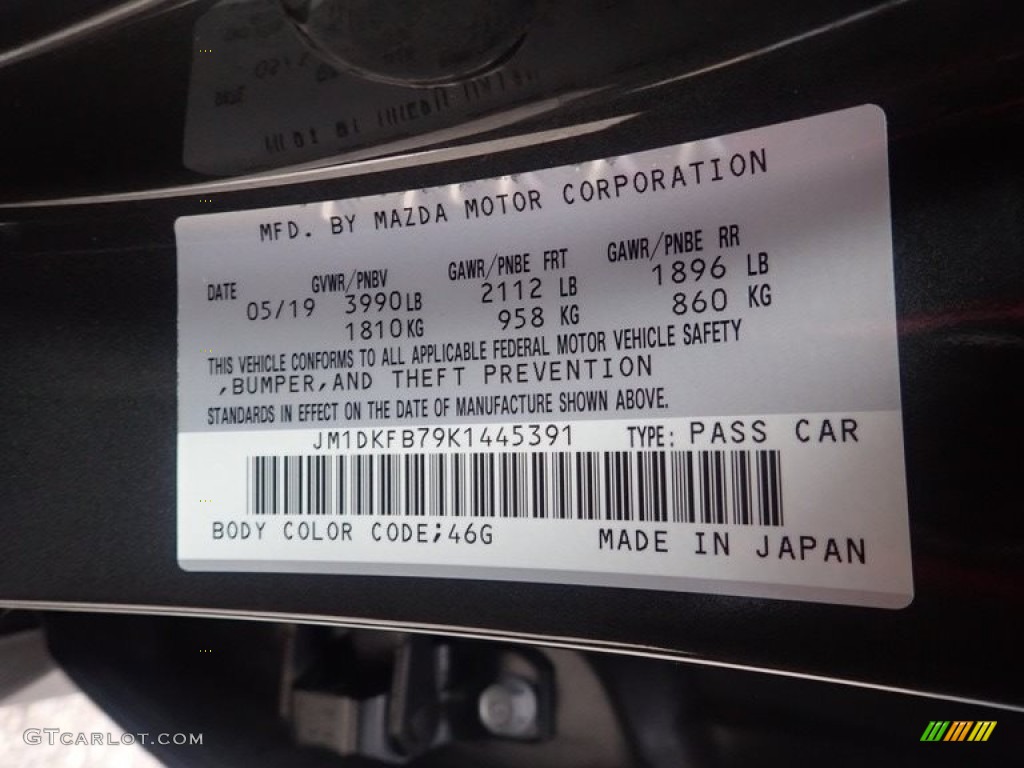 MFD. BY MAZDA MOTOR CORPORATION
DATE GVWR/PNBV GAWR/PNBE FRT GAWR/PNBE RR
05/19 3990LB 2112 LB 1896 LB
1810KG 958 KG 860 KG
THIS VEHICLE CONFORMS TO ALL APPLICABLE FEDERAL MOTOR VEHICLE SAFETY
,BUMPER,AND THEFT PREVENTION
STANDARDS IN EFFECT ON THE DATE OF MANUFACTURE SHOWN ABOVE.
JM1DKFB79K1445391 TYPE: PASS CAR
BODY COLOR CODE;46G MADE IN JAPAN
GTCARLOT.COM